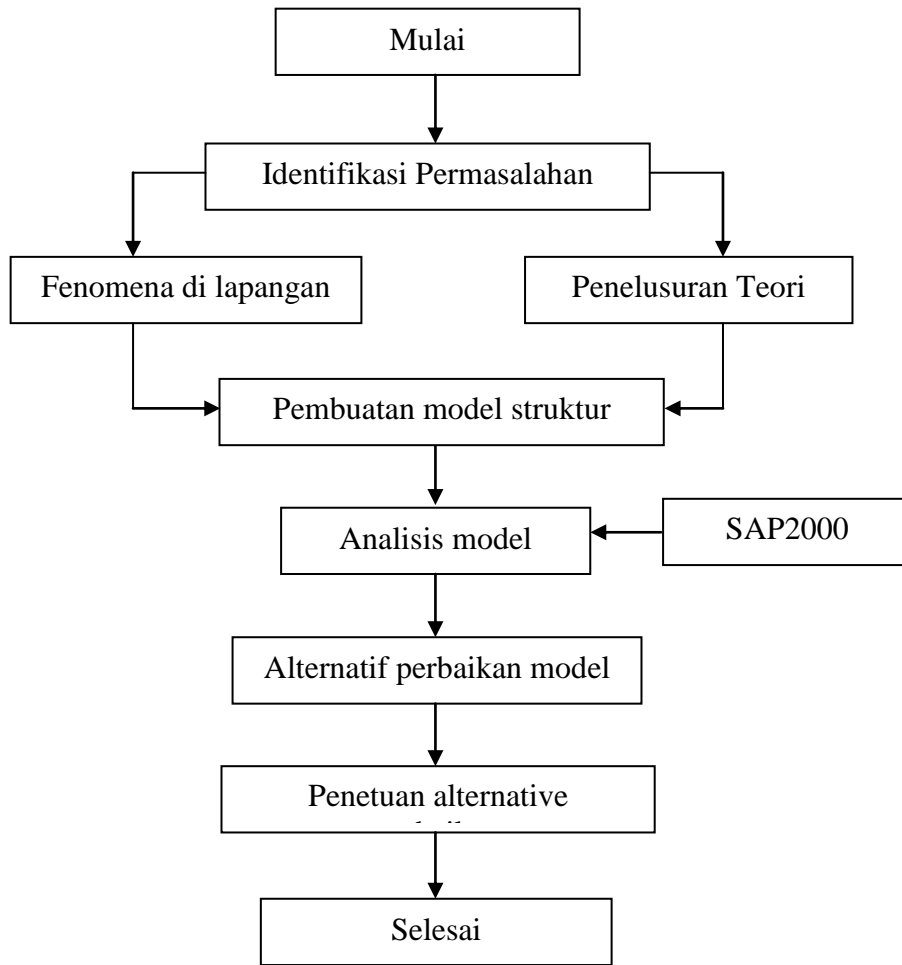 Mulai
Identifikasi Permasalahan
Fenomena di lapangan
Penelusuran Teori
Pembuatan model struktur
Analisis model
SAP2000
Alternatif perbaikan model
Penetuan alternative
Selesai